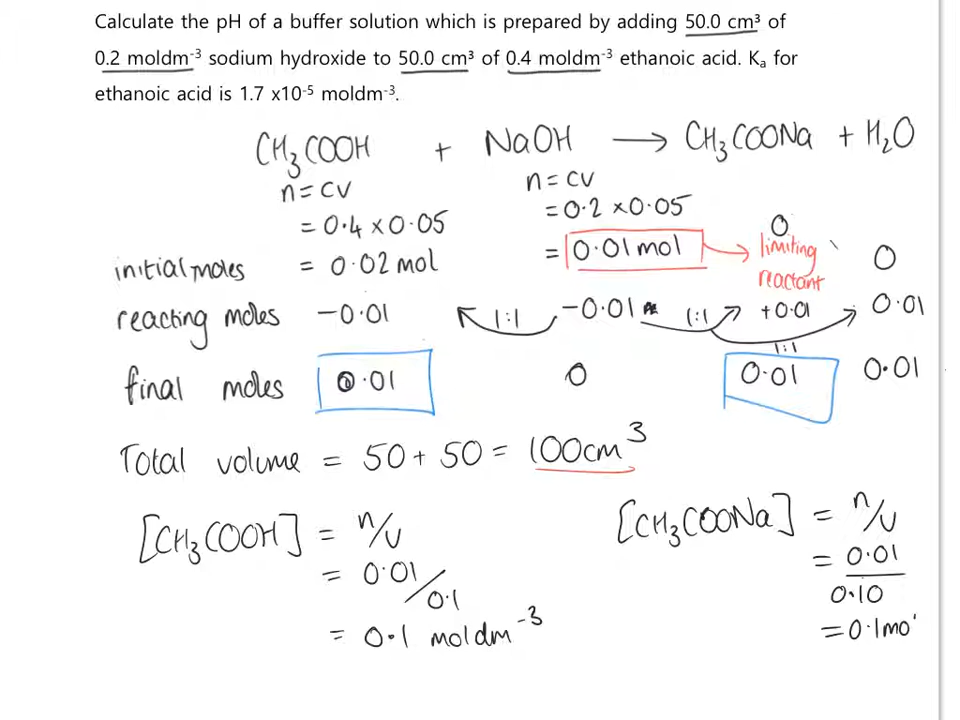 Calculate the pH of a buffer solution which is prepared by adding 50.0 cm³ of
0.2 moldm⁻³ sodium hydroxide to 50.0 cm³ of 0.4 moldm⁻³ ethanoic acid. Kₐ for
ethanoic acid is 1.7 x10⁻⁵ moldm⁻³.
CH₃COOH + NaOH → CH₃COONa + H₂O
n = cv n = cv
= 0.4 × 0.05 = 0.2 × 0.05 0
initial moles = 0.02 mol = 0.01 mol → limiting reactant 0
reacting moles -0.01 1:1 -0.01 1:1 +0.01 0.01
1:1
final moles 0.01 0 0.01 0.01
Total volume = 50 + 50 = 100cm³
[CH₃COOH] = n/v [CH₃COONa] = n/v
= 0.01/0.1 = 0.01/0.10
= 0.1 moldm⁻³ = 0.1mo